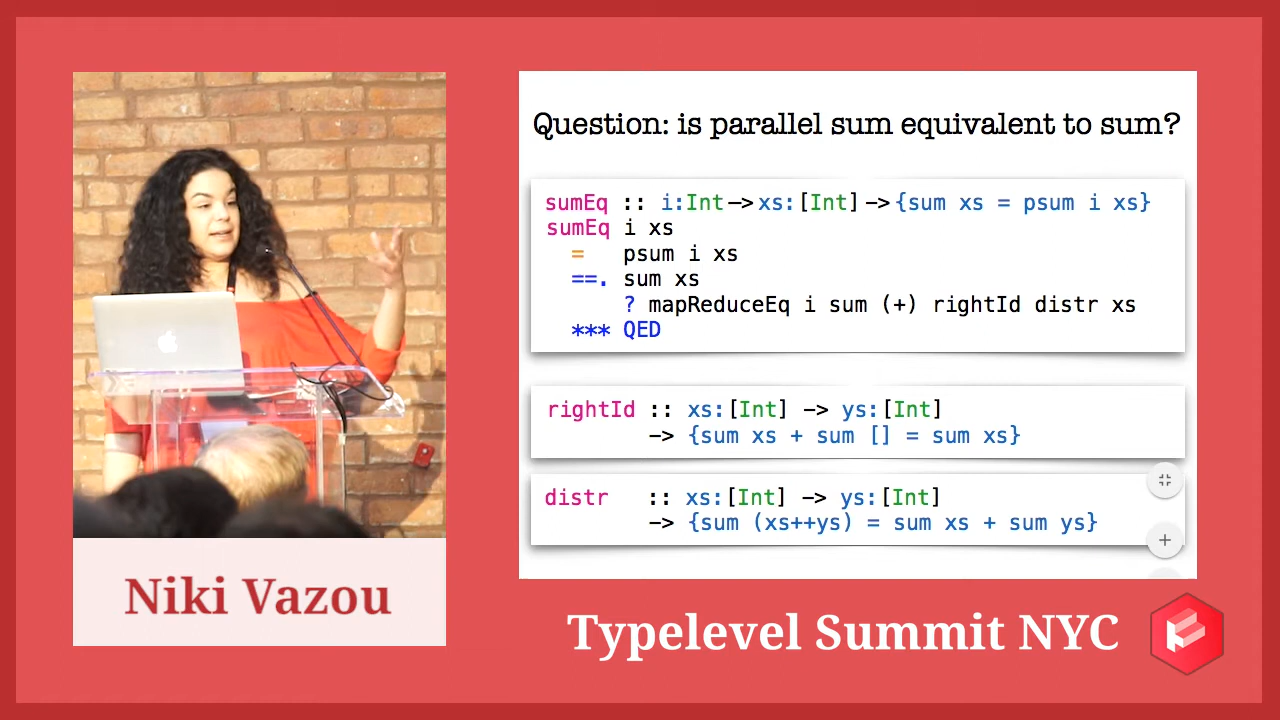 Question: is parallel sum equivalent to sum?
sumEq :: i:Int -> xs:[Int] -> {sum xs = psum i xs}
sumEq i xs
= psum i xs
==. sum xs
? mapReduceEq i sum (+) rightId distr xs
*** QED
rightId :: xs:[Int] -> ys:[Int]
-> {sum xs + sum [] = sum xs}
distr :: xs:[Int] -> ys:[Int]
-> {sum (xs++ys) = sum xs + sum ys}
Niki Vazou
Typelevel Summit NYC